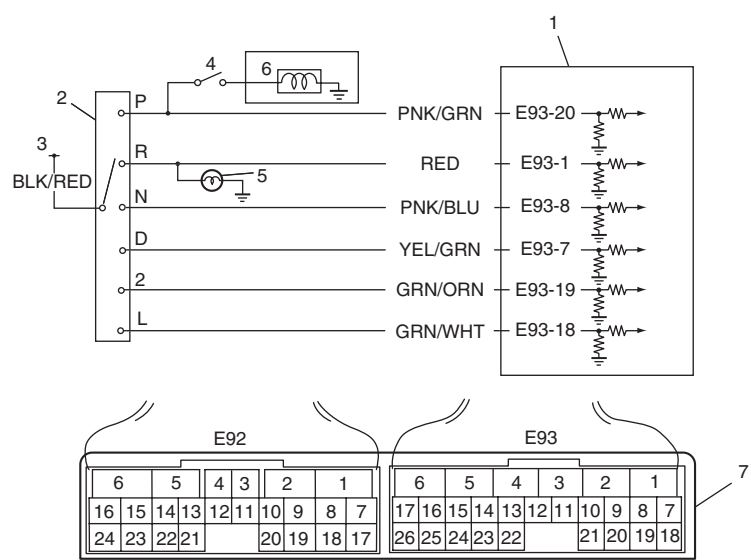 1
4
6
2
P
PNK/GRN E93-20
3
R
RED E93-1
BLK/RED
5
N
PNK/BLU E93-8
D
YEL/GRN E93-7
2
GRN/ORN E93-19
L
GRN/WHT E93-18
E92 E93
7
6 5 4 3 2 1 6 5 4 3 2 1
16 15 14 13 12 11 10 9 8 7 17 16 15 14 13 12 11 10 9 8 7
24 23 22 21 20 19 18 17 26 25 24 23 22 21 20 19 18